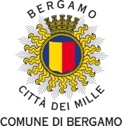 BERGAMO
CITTÀ DEI MILLE
COMUNE DI BERGAMO